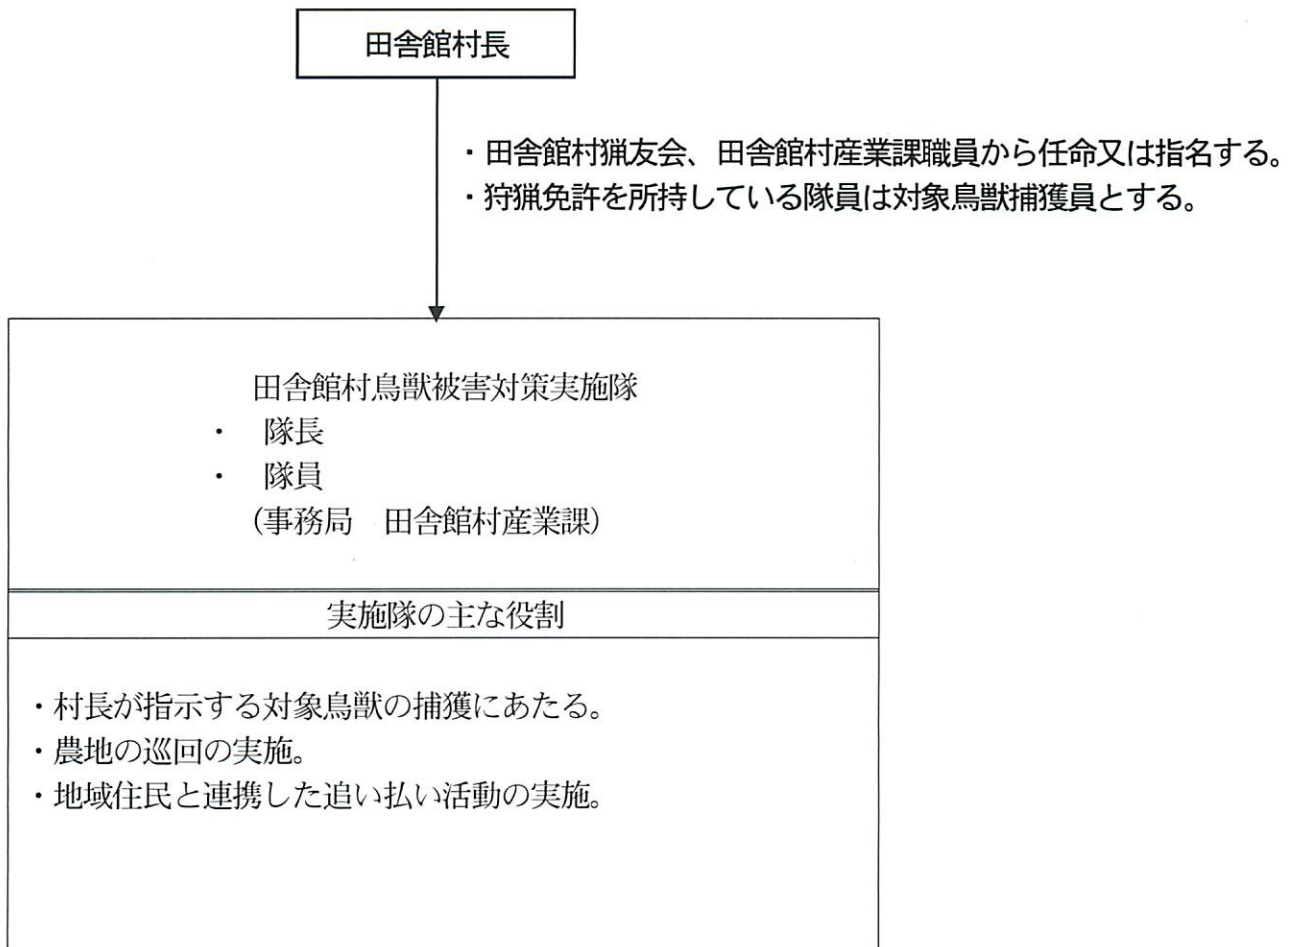 田舎館村長
・田舎館村猟友会、田舎館村産業課職員から任命又は指名する。
・狩猟免許を所持している隊員は対象鳥獣捕獲員とする。
田舎館村鳥獣被害対策実施隊
・　隊長
・　隊員
(事務局　田舎館村産業課)
実施隊の主な役割
・村長が指示する対象鳥獣の捕獲にあたる。
・農地の巡回の実施。
・地域住民と連携した追い払い活動の実施。